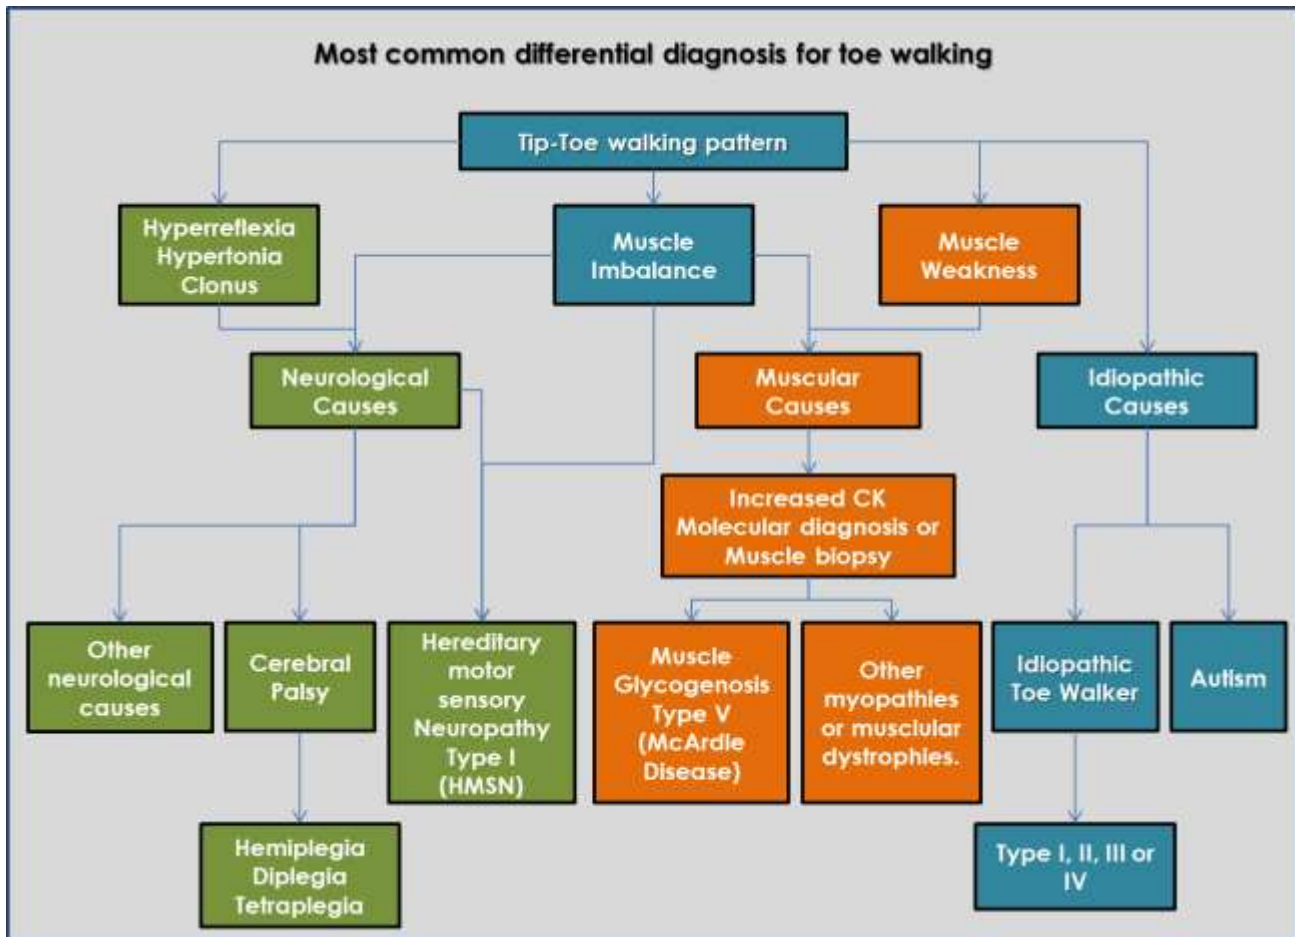 Most common differential diagnosis for toe walking
Tip-Toe walking pattern
Hyperreflexia
Hypertonia
Clonus
Muscle
Imbalance
Muscle
Weakness
Neurological
Causes
Muscular
Causes
Idiopathic
Causes
Increased CK
Molecular diagnosis or
Muscle biopsy
Other
neurological
causes
Cerebral
Palsy
Hereditary
motor
sensory
Neuropathy
Type I
(HMSN)
Muscle
Glycogenosis
Type V
(McArdle
Disease)
Other
myopathies
or musclular
dystrophies.
Idiopathic
Toe Walker
Autism
Hemiplegia
Diplegia
Tetraplegia
Type I, II, III or
IV